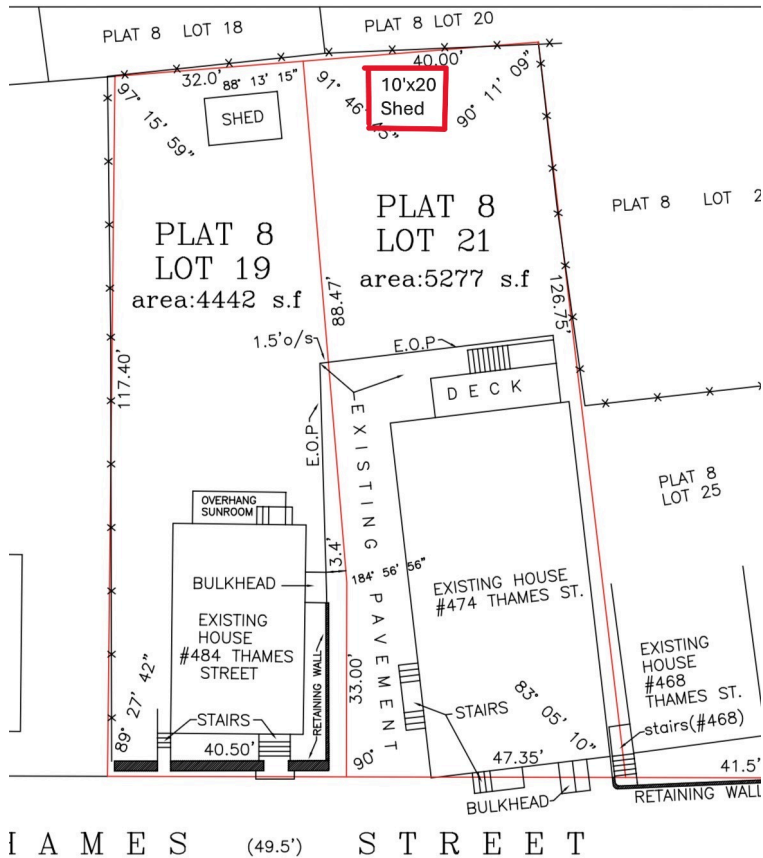 PLAT 8 LOT 18
PLAT 8 LOT 20
32.0'
88° 13' 15"
97° 15' 59"
SHED
40.00'
10'x20
Shed
90° 11' 09"
PLAT 8
LOT 19
area:4442 s.f
PLAT 8
LOT 21
area:5277 s.f
PLAT 8 LOT 2
88.47'
126.75'
117.40'
1.5'o/s
E.O.P
DECK
E.O.P
EXISTING PAVEMENT
OVERHANG
SUNROOM
3.4'
184° 56' 56"
PLAT 8
LOT 25
BULKHEAD
EXISTING
HOUSE
#484 THAMES
STREET
EXISTING HOUSE
#474 THAMES ST.
EXISTING
HOUSE
#468
THAMES ST.
stairs(#468)
RETAINING WALL
33.00'
89° 27' 42"
STAIRS
40.50'
90°
STAIRS
83° 05' 10"
47.35'
41.5'
BULKHEAD
RETAINING WALL
HAMES (49.5') STREET